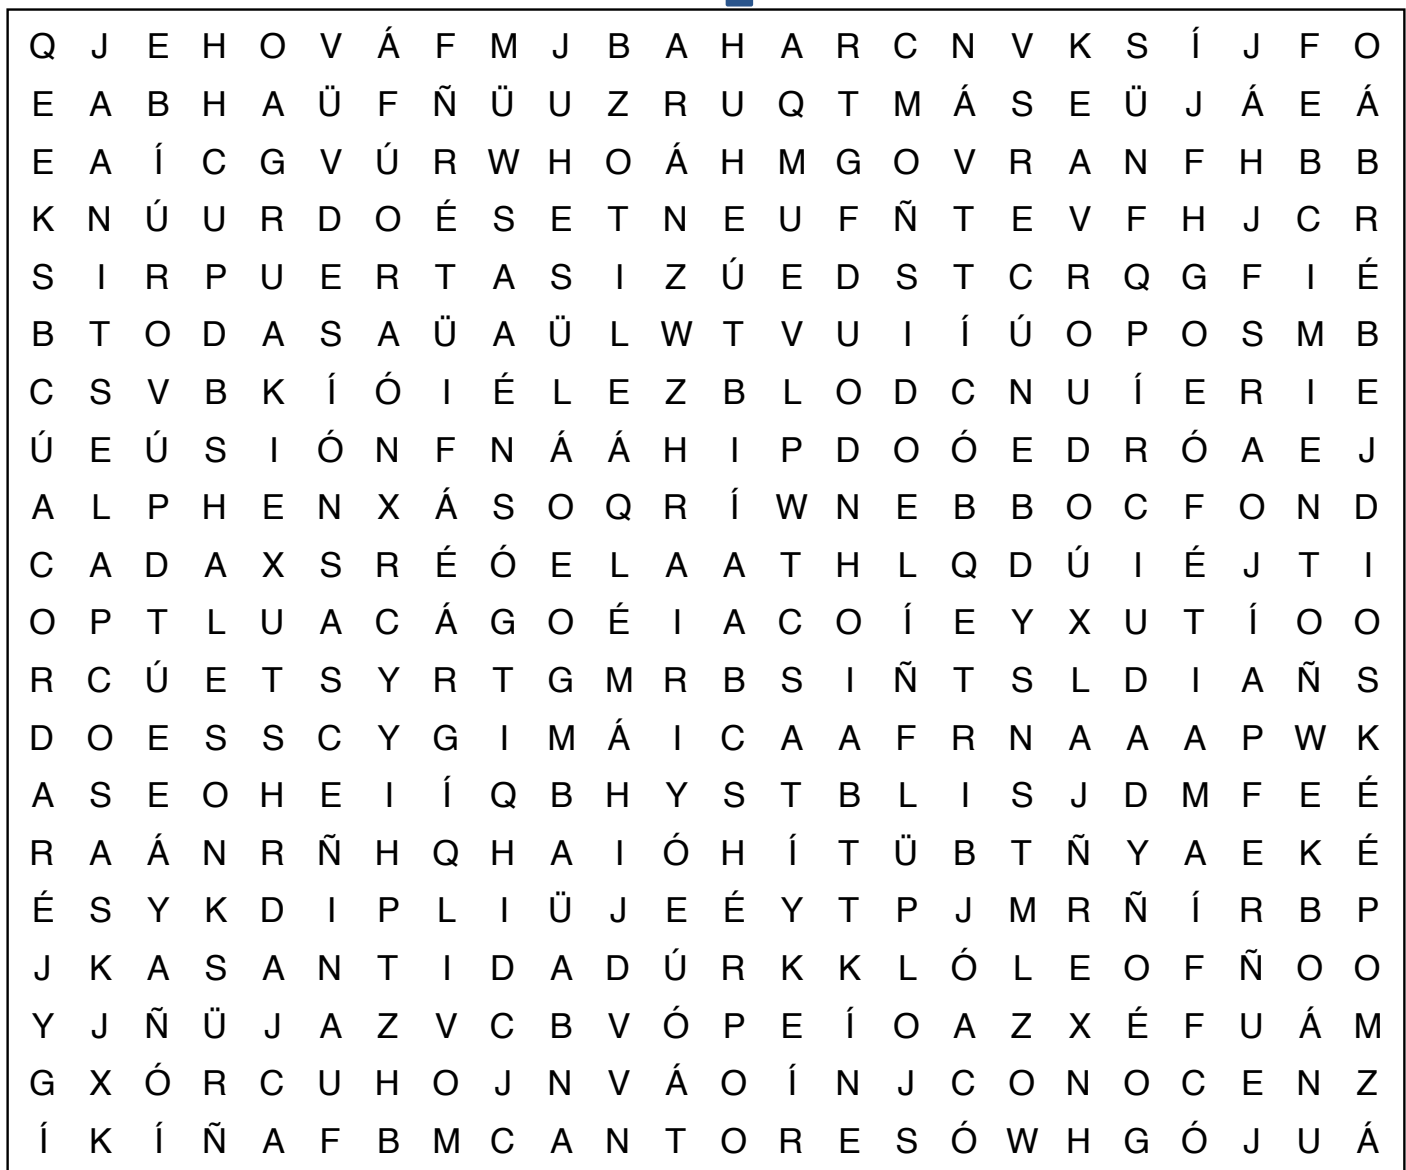 Q J E H O V Á F M J B A H A R C N V K S Í J F O
E A B H A Ü F Ñ Ü U Z R U Q T M Á S E Ü J Á E Á
E A Í C G V Ú R W H O Á H M G O V R A N F H B B
K N Ú U R D O É S E T N E U F Ñ T E V F H J C R
S I R P U E R T A S I Z Ú E D S T C R Q G F I É
B T O D A S A Ü A Ü L W T V U I Í Ú O P O S M B
C S V B K Í Ó I É L E Z B L O D C N U Í E R I E
Ú E Ú S I Ó N F N Á Á H I P D O Ó E D R Ó A E J
A L P H E N X Á S O Q R Í W N E B B O C F O N D
C A D A X S R É Ó E L A A T H L Q D Ú I É J T I
O P T L U A C Á G O É I A C O Í E Y X U T Í O O
R C Ú E T S Y R T G M R B S I Ñ T S L D I A Ñ S
D O E S S C Y G I M Á I C A A F R N A A A P W K
A S E O H E I Í Q B H Y S T B L I S J D M F E É
R A Á N R Ñ H Q H A I Ó H Í T Ü B T Ñ Y A E K É
É S Y K D I P L I Ü J E É Y T P J M R Ñ Í R B P
J K A S A N T I D A D Ú R K K L Ó L E O F Ñ O O
Y J Ñ Ü J A Z V C B V Ó P E Í O A Z X É F U Á M
G X Ó R C U H O J N V Á O Í N J C O N O C E N Z
Í K Í Ñ A F B M C A N T O R E S Ó W H G Ó J U Á